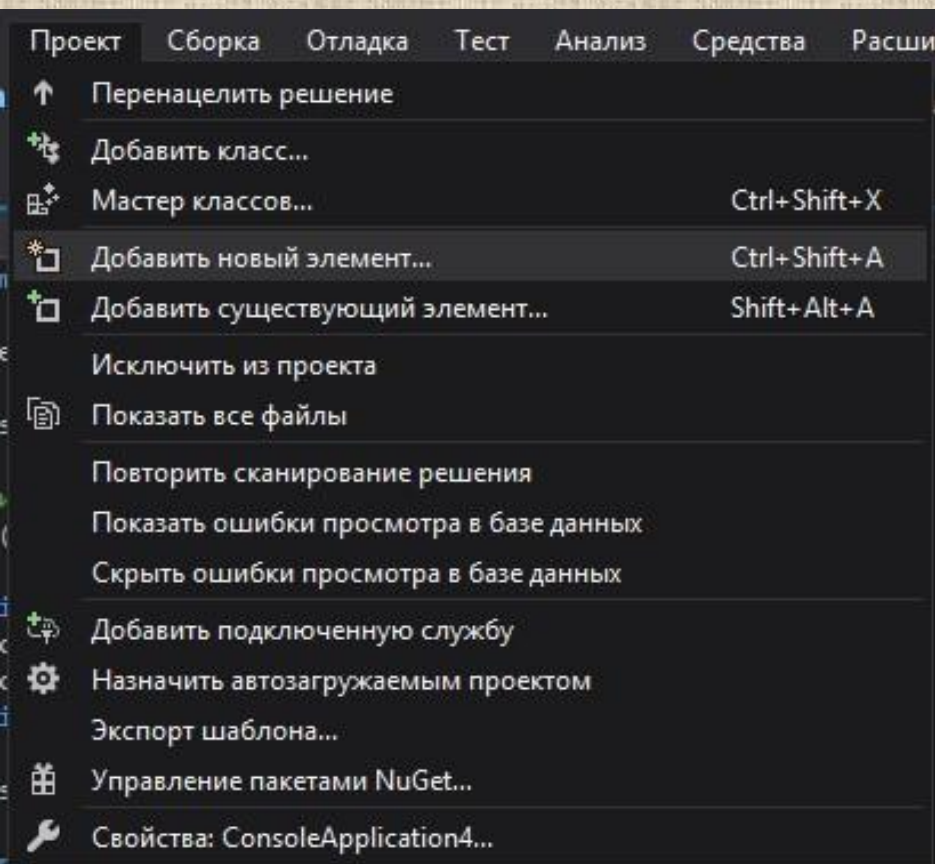 Проект Сборка Отладка Тест Анализ Средства Расши
Перенацелить решение
Добавить класс...
Мастер классов... Ctrl+Shift+X
Добавить новый элемент... Ctrl+Shift+A
Добавить существующий элемент... Shift+Alt+A
Исключить из проекта
Показать все файлы
Повторить сканирование решения
Показать ошибки просмотра в базе данных
Скрыть ошибки просмотра в базе данных
Добавить подключенную службу
Назначить автозагружаемым проектом
Экспорт шаблона...
Управление пакетами NuGet...
Свойства: ConsoleApplication4...